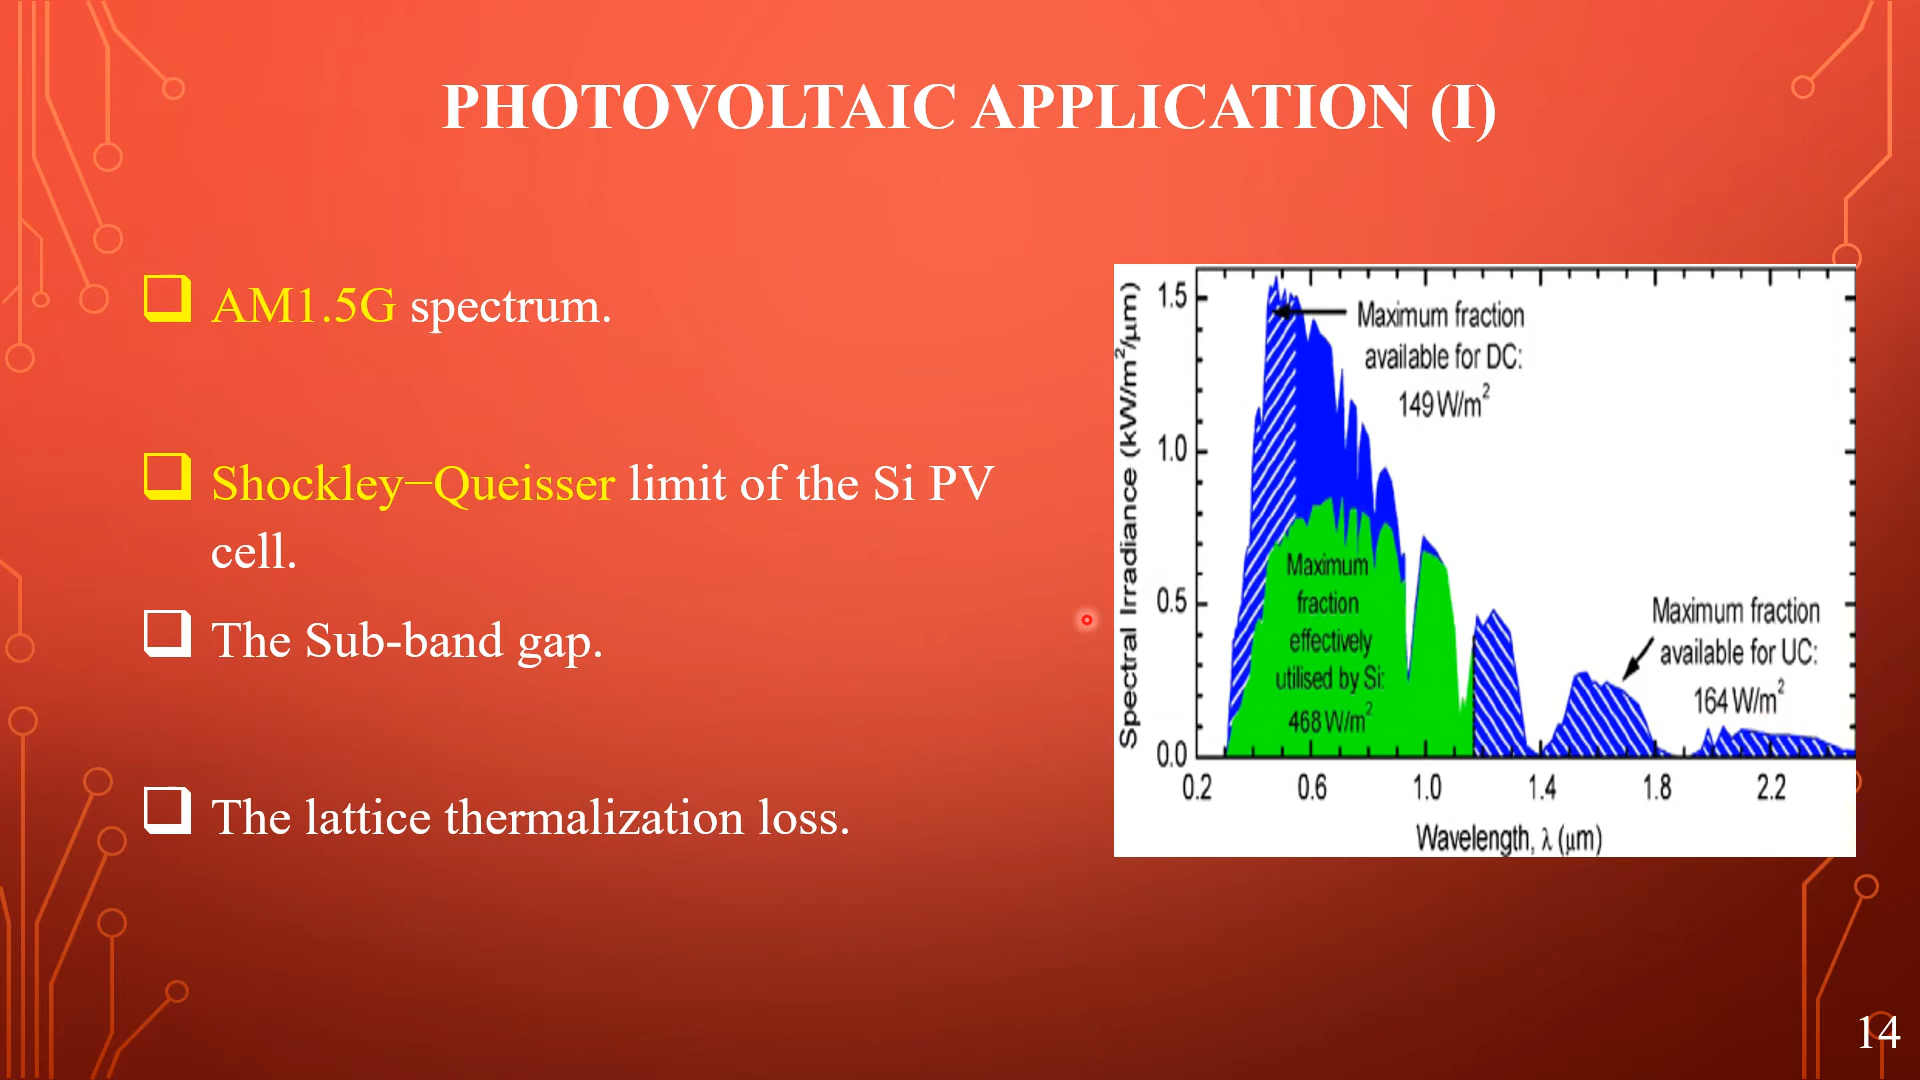 PHOTOVOLTAIC APPLICATION (I)
AM1.5G spectrum.
Shockley−Queisser limit of the Si PV
cell.
The Sub-band gap.
The lattice thermalization loss.
Spectral Irradiance (kW/m²/μm)
1.5
1.0
0.5
0.0
Maximum fraction
available for DC:
149 W/m²
Maximum
fraction
effectively
utilised by Si:
468 W/m²
Maximum fraction
available for UC:
164 W/m²
0.2 0.6 1.0 1.4 1.8 2.2
Wavelength, λ (μm)
14